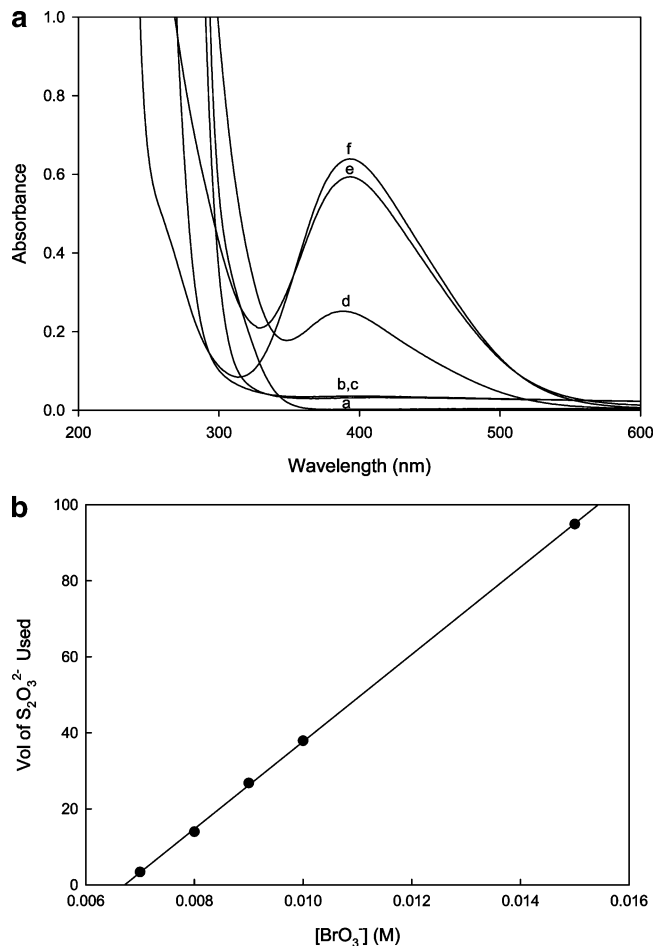 a
1.0
0.8
0.6
0.4
0.2
0.0
Absorbance
f
e
d
b,c
a
200 300 400 500 600
Wavelength (nm)
b
100
80
60
40
20
0
Vol of S₂O₃²⁻ Used
0.006 0.008 0.010 0.012 0.014 0.016
[BrO₃⁻] (M)